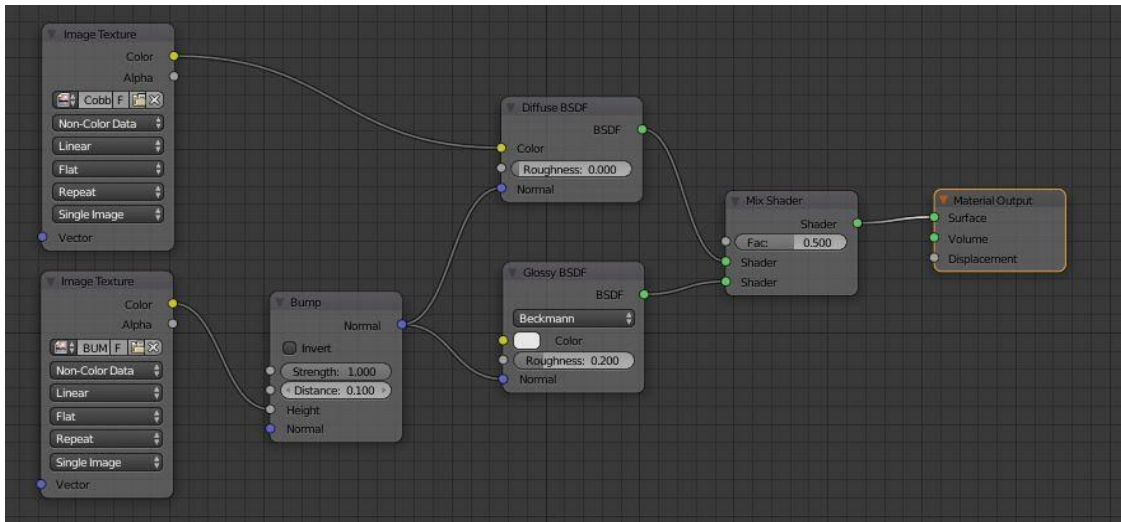 Image Texture
Color
Alpha
Cobb F
Non-Color Data
Linear
Flat
Repeat
Single Image
Vector
Image Texture
Color
Alpha
BUM F
Non-Color Data
Linear
Flat
Repeat
Single Image
Vector
Bump
Normal
Invert
Strength: 1.000
Distance: 0.100
Height
Normal
Diffuse BSDF
BSDF
Color
Roughness: 0.000
Normal
Glossy BSDF
BSDF
Beckmann
Color
Roughness: 0.200
Normal
Mix Shader
Shader
Fac: 0.500
Shader
Shader
Material Output
Surface
Volume
Displacement